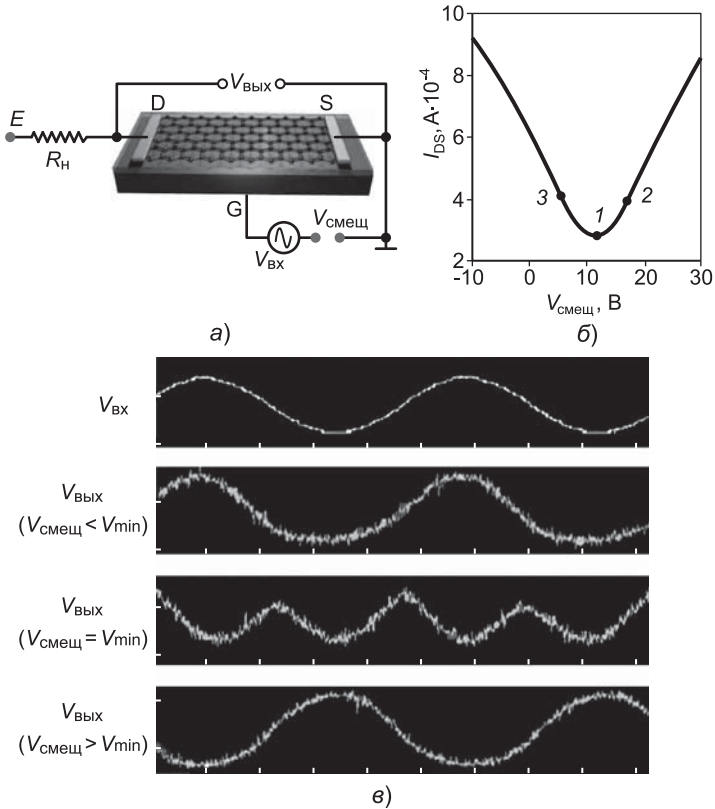 E
Rн
D
Vвых
S
G
Vвх
Vсмещ
а)
10
8
6
4
2
IDS, А·10-4
3
1
2
-10
0
10
20
30
Vсмещ, В
б)
Vвх
Vвых
(Vсмещ < Vmin)
Vвых
(Vсмещ = Vmin)
Vвых
(Vсмещ > Vmin)
в)